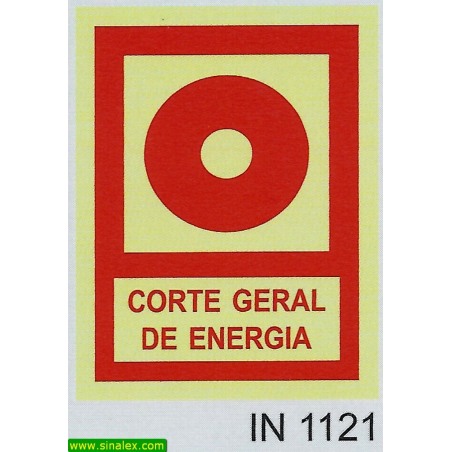 CORTE GERAL
DE ENERGIA
IN 1121
www.sinalex.com